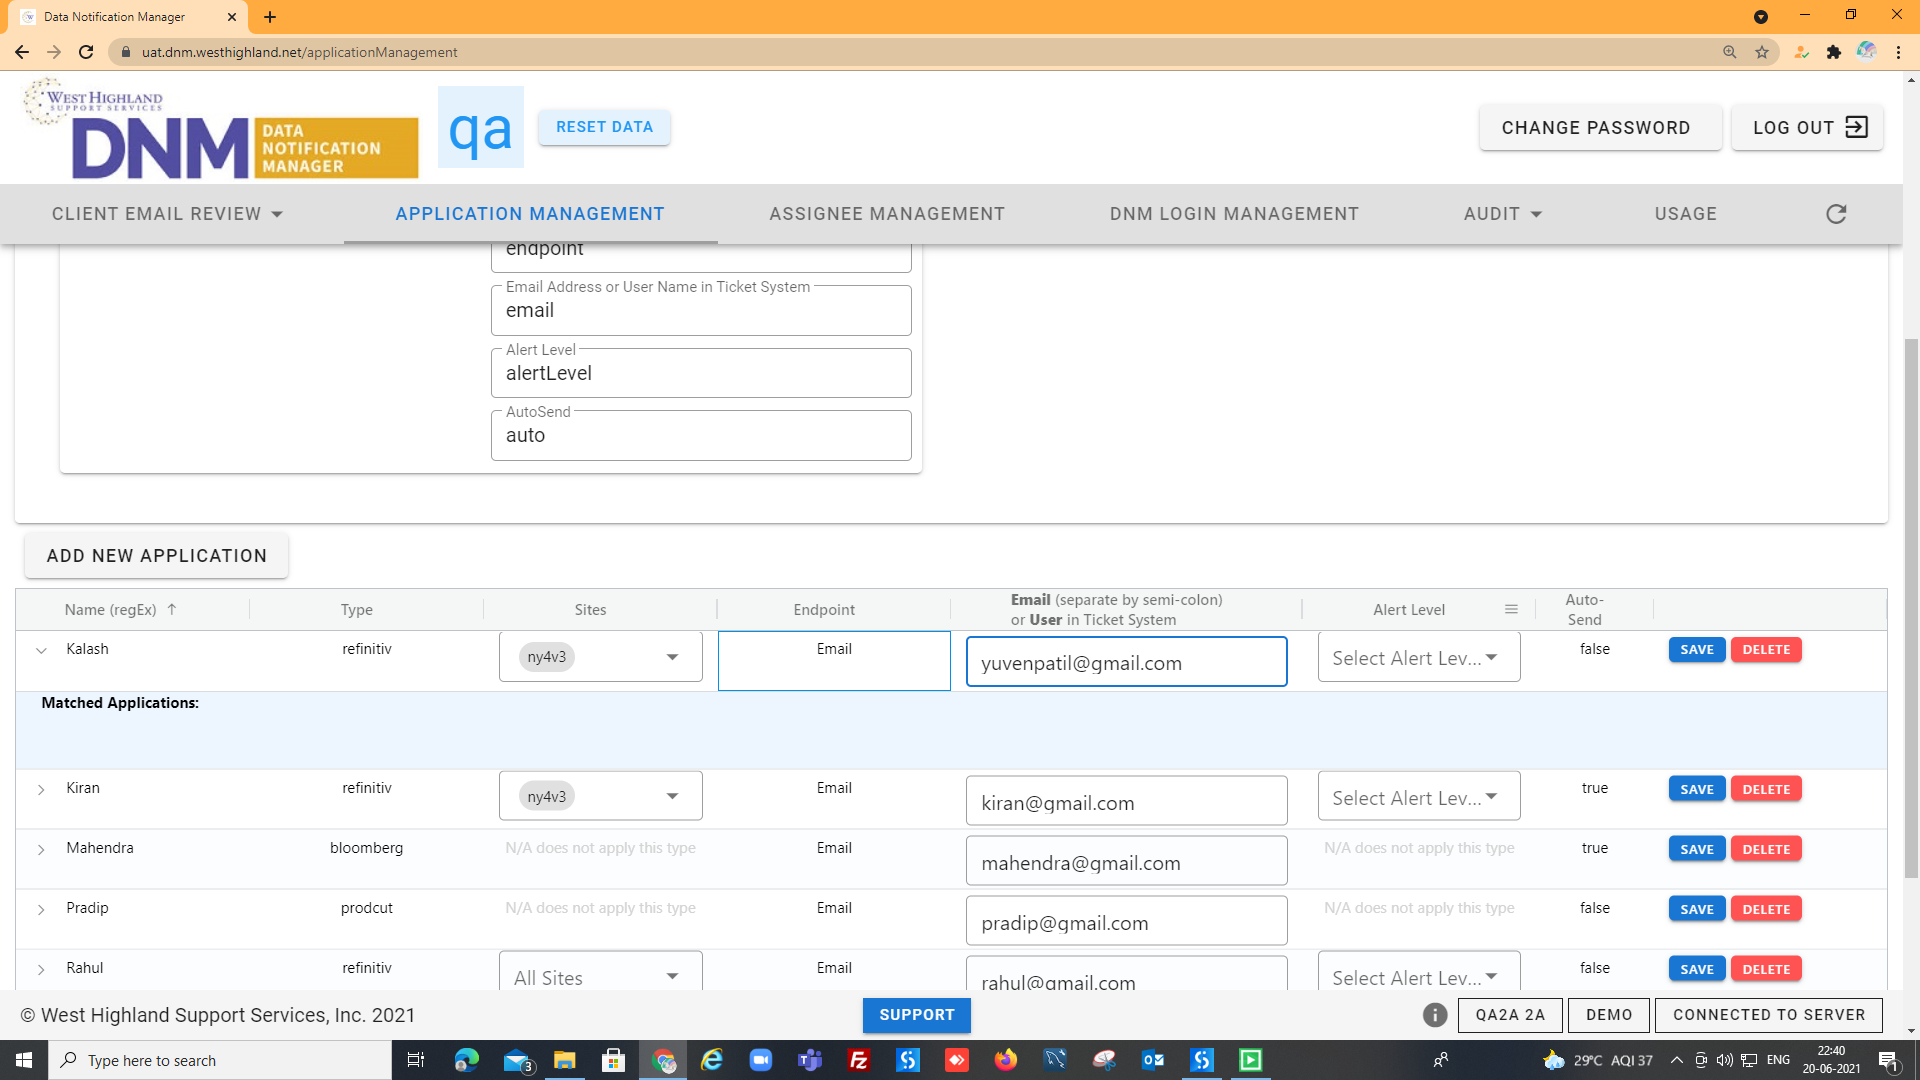 Data Notification Manager
uat.dnm.westhighland.net/applicationManagement
WEST HIGHLAND
SUPPORT SERVICES
DNM DATA
NOTIFICATION
MANAGER
qa
RESET DATA
CHANGE PASSWORD
LOG OUT
CLIENT EMAIL REVIEW
APPLICATION MANAGEMENT
ASSIGNEE MANAGEMENT
DNM LOGIN MANAGEMENT
AUDIT
USAGE
endpoint
Email Address or User Name in Ticket System
email
Alert Level
alertLevel
AutoSend
auto
ADD NEW APPLICATION
Name (regEx) ↑ Type Sites Endpoint Email (separate by semi-colon) or User in Ticket System Alert Level Auto-Send
Kalash refinitiv ny4v3 Email yuvenpatil@gmail.com Select Alert Lev... false SAVE DELETE
Matched Applications:
Kiran refinitiv ny4v3 Email kiran@gmail.com Select Alert Lev... true SAVE DELETE
Mahendra bloomberg N/A does not apply this type Email mahendra@gmail.com N/A does not apply this type true SAVE DELETE
Pradip prodcut N/A does not apply this type Email pradip@gmail.com N/A does not apply this type false SAVE DELETE
Rahul refinitiv All Sites Email rahul@gmail.com Select Alert Lev... false SAVE DELETE
© West Highland Support Services, Inc. 2021
SUPPORT
QA2A 2A
DEMO
CONNECTED TO SERVER
Type here to search
3
29°C AQI 37
ENG
22:40
20-06-2021
1